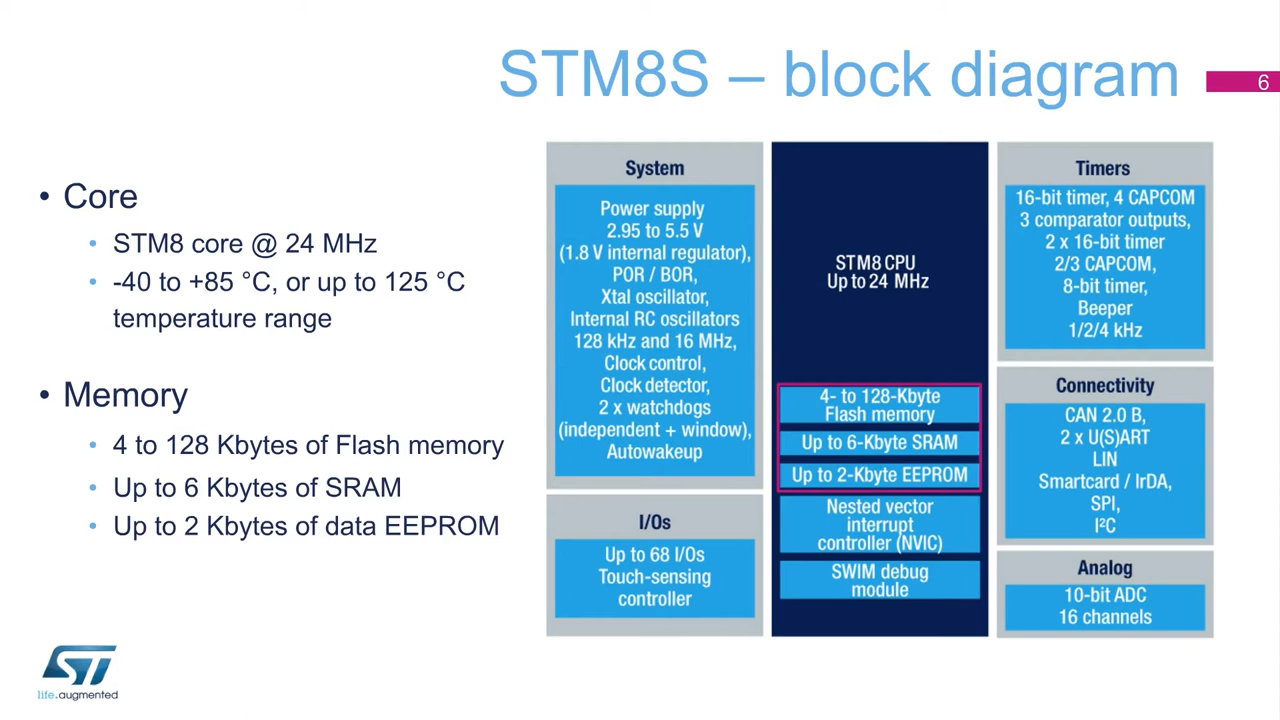 STM8S – block diagram
6
• Core
• STM8 core @ 24 MHz
• -40 to +85 °C, or up to 125 °C
temperature range
• Memory
• 4 to 128 Kbytes of Flash memory
• Up to 6 Kbytes of SRAM
• Up to 2 Kbytes of data EEPROM
System
Power supply
2.95 to 5.5 V
(1.8 V internal regulator),
POR / BOR,
Xtal oscillator,
Internal RC oscillators
128 kHz and 16 MHz,
Clock control,
Clock detector,
2 x watchdogs
(independent + window),
Autowakeup
I/Os
Up to 68 I/Os
Touch-sensing
controller
STM8 CPU
Up to 24 MHz
4- to 128-Kbyte
Flash memory
Up to 6-Kbyte SRAM
Up to 2-Kbyte EEPROM
Nested vector
interrupt
controller (NVIC)
SWIM debug
module
Timers
16-bit timer, 4 CAPCOM
3 comparator outputs,
2 x 16-bit timer
2/3 CAPCOM,
8-bit timer,
Beeper
1/2/4 kHz
Connectivity
CAN 2.0 B,
2 x U(S)ART
LIN
Smartcard / IrDA,
SPI,
I²C
Analog
10-bit ADC
16 channels
ST
life.augmented